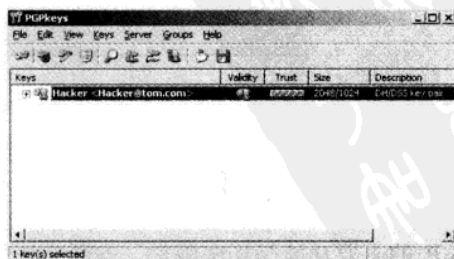 PGPkeys
File Edit View Keys Server Groups Help
Keys Validity Trust Size Description
Hacker <Hacker@tom.com> 2048/1024 DH/DSS key pair
1 key(s) selected